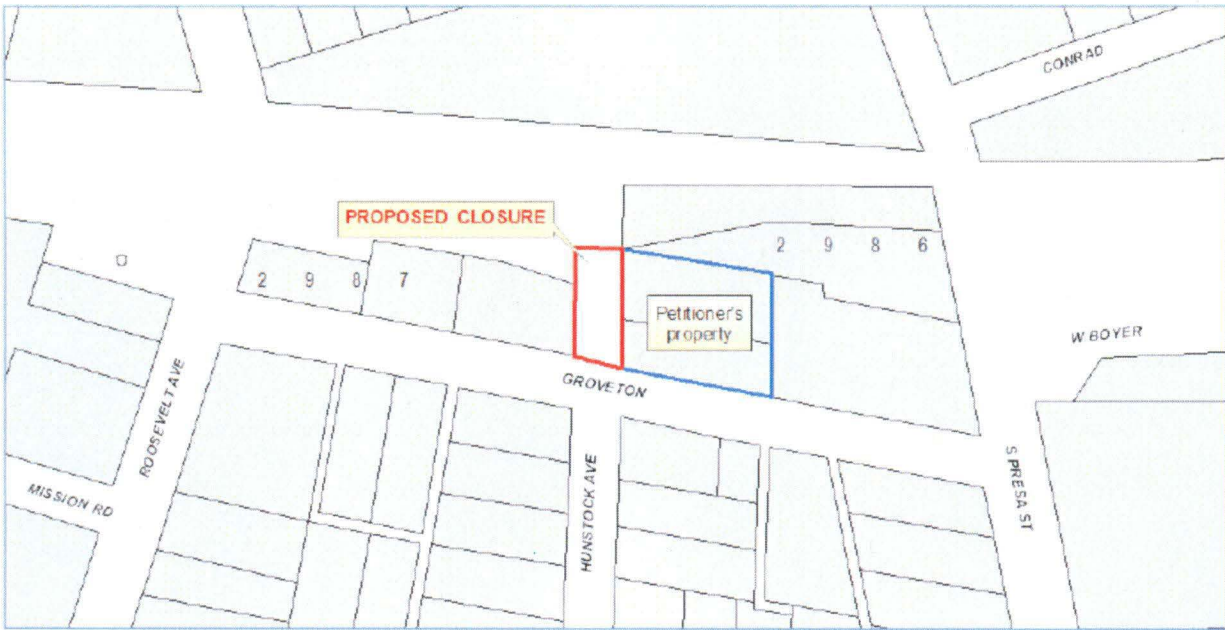 CONRAD
PROPOSED CLOSURE
2 9 8 6
2 9 8 7
Petitioner's
property
W BOYER
GROVETON
ROOSEVELT AVE
MISSION RD
HUNSTOCK AVE
S PRESA ST